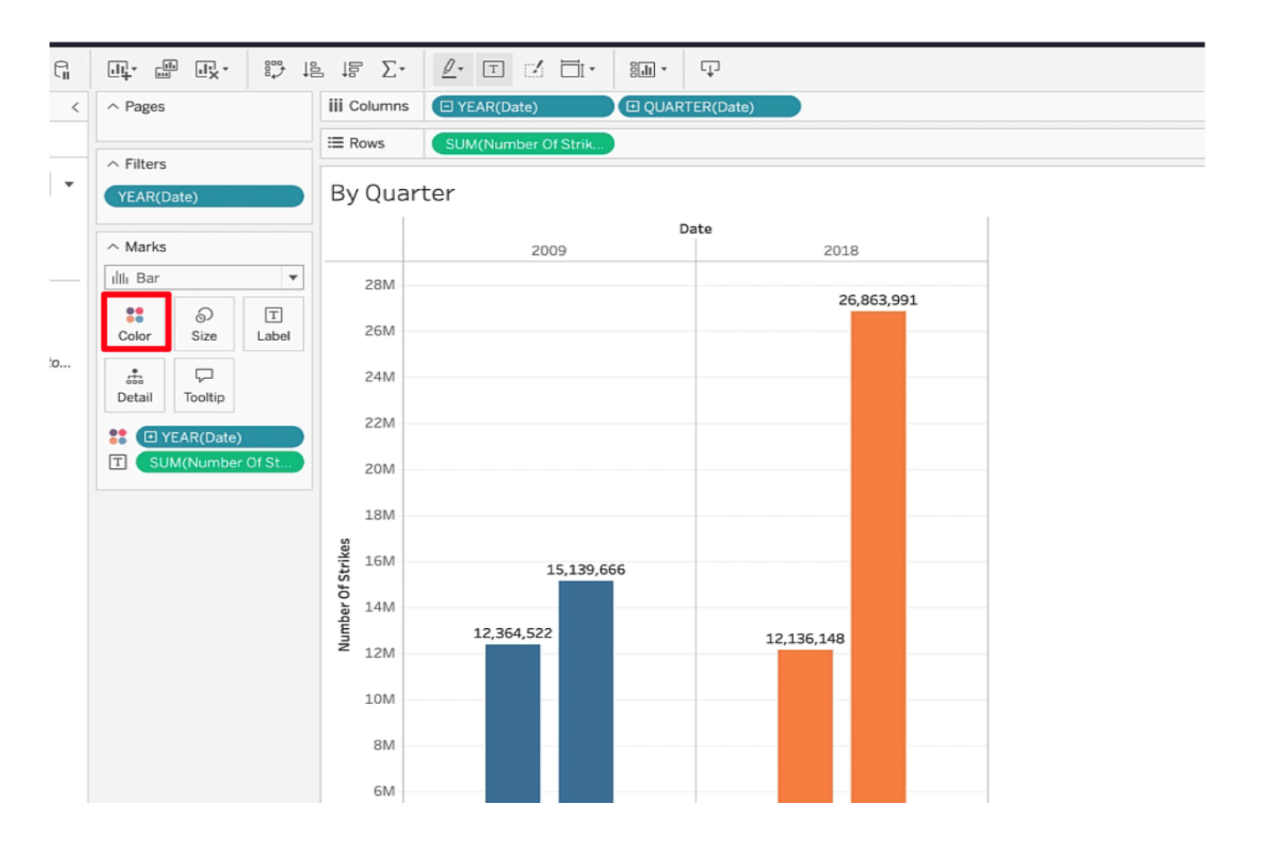 Pages
Columns
YEAR(Date)
QUARTER(Date)
Rows
SUM(Number Of Strik...
Filters
YEAR(Date)
Marks
Bar
Color
Size
Label
Detail
Tooltip
YEAR(Date)
SUM(Number Of St...
to...
By Quarter
Date
2009
2018
28M
26M
24M
22M
20M
18M
16M
14M
12M
10M
8M
6M
Number Of Strikes
12,364,522
15,139,666
12,136,148
26,863,991